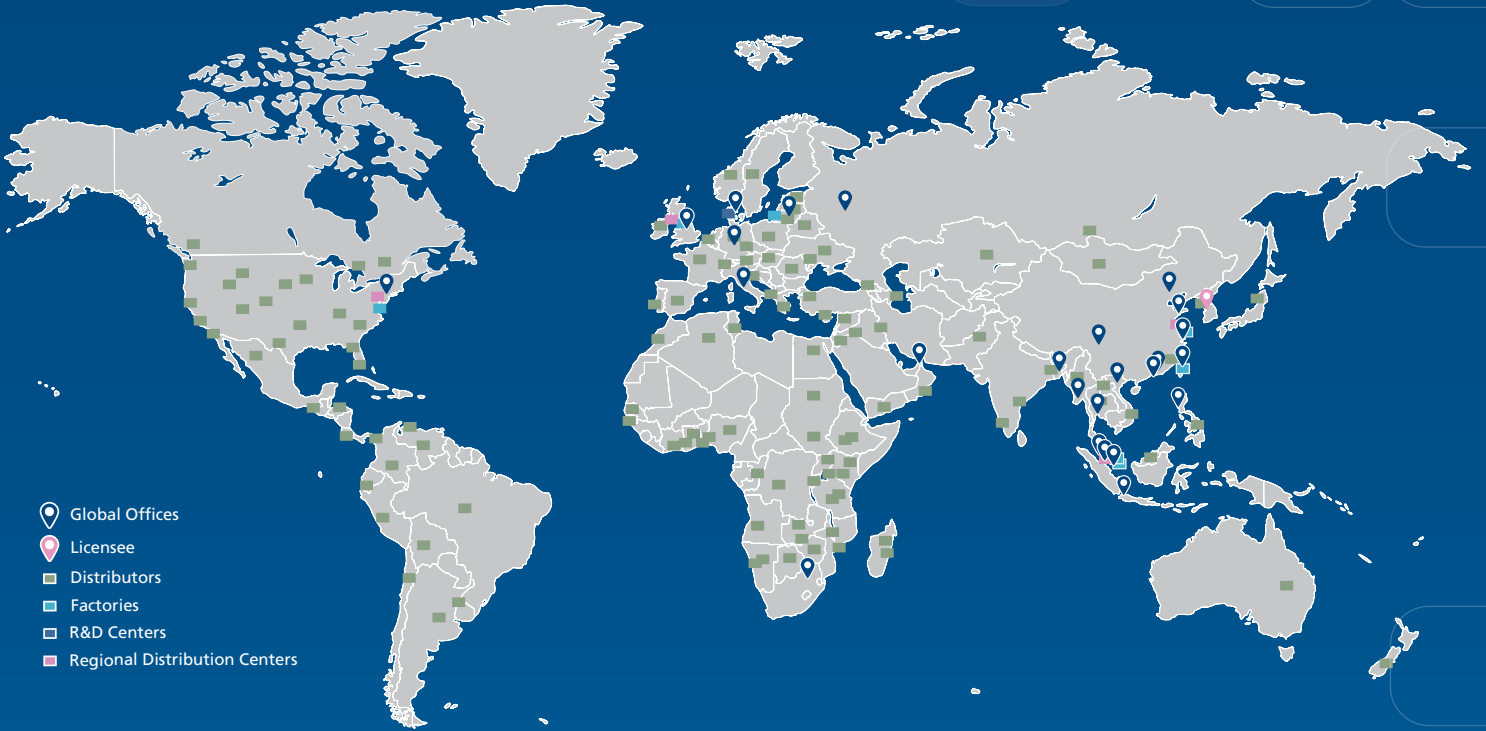 Global Offices
Licensee
Distributors
Factories
R&D Centers
Regional Distribution Centers